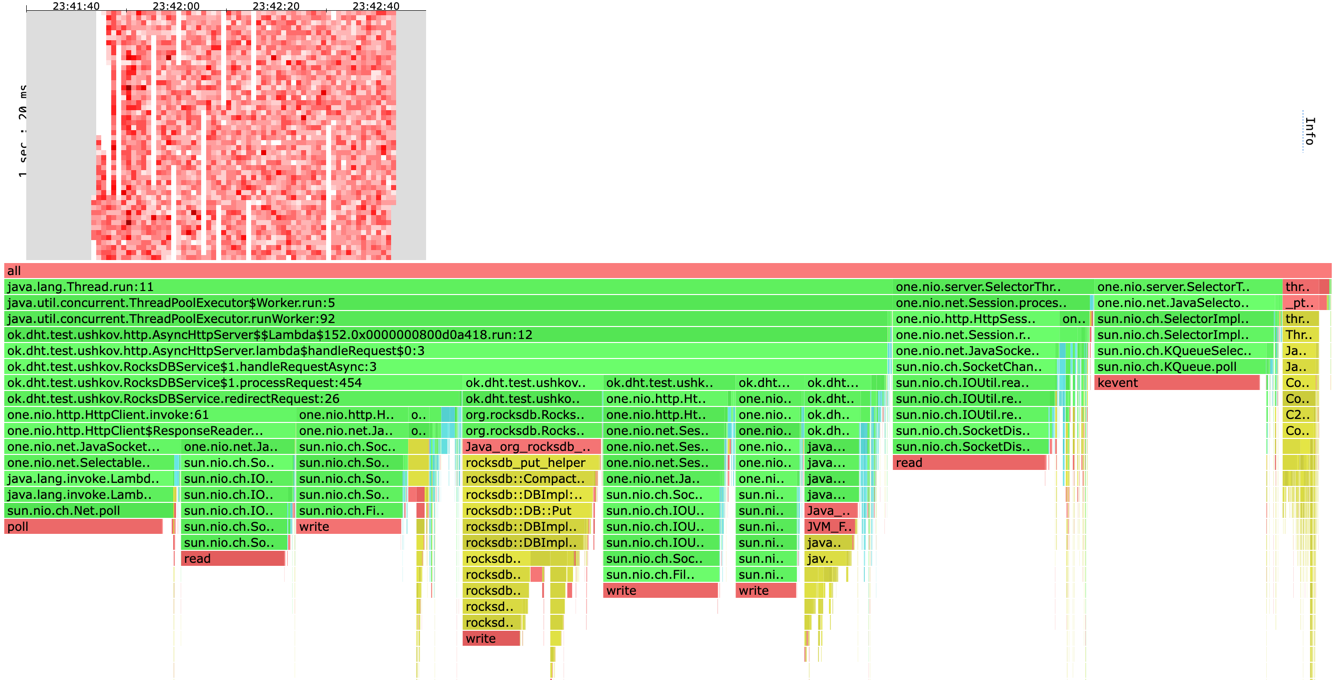 23:41:40 23:42:00 23:42:20 23:42:40
1 sec : 20 ms
Info
all
java.lang.Thread.run:11 one.nio.server.SelectorThr.. one.nio.server.SelectorT.. thr..
java.util.concurrent.ThreadPoolExecutor$Worker.run:5 one.nio.net.Session.proces.. one.nio.net.JavaSelecto.. _pt..
java.util.concurrent.ThreadPoolExecutor.runWorker:92 one.nio.http.HttpSess.. on.. sun.nio.ch.SelectorImpl.. thr..
ok.dht.test.ushkov.http.AsyncHttpServer$$Lambda$152.0x0000000800d0a418.run:12 one.nio.net.Session.r.. sun.nio.ch.SelectorImpl.. Thr..
ok.dht.test.ushkov.http.AsyncHttpServer.lambda$handleRequest$0:3 one.nio.net.JavaSocke.. sun.nio.ch.KQueueSelec.. Ja..
ok.dht.test.ushkov.RocksDBService$1.handleRequestAsync:3 sun.nio.ch.SocketChan.. sun.nio.ch.KQueue.poll Ja..
ok.dht.test.ushkov.RocksDBService$1.processRequest:454 ok.dht.test.ushkov.. ok.dht.test.ushk.. ok.dht... ok.dht... sun.nio.ch.IOUtil.rea.. kevent Co..
ok.dht.test.ushkov.RocksDBService.redirectRequest:26 ok.dht.test.ushko.. one.nio.http.Ht.. one.nio.. ok.dh.. sun.nio.ch.IOUtil.re.. Co..
one.nio.http.HttpClient.invoke:61 one.nio.http.H.. o.. org.rocksdb.Rocks.. one.nio.http.Ht.. one.nio.. ok.dh.. sun.nio.ch.IOUtil.re.. C2..
one.nio.http.HttpClient$ResponseReader... one.nio.net.Ja.. o.. org.rocksdb.Rocks.. one.nio.net.Ses.. one.nio.. ok.dh.. sun.nio.ch.SocketDis.. Co..
one.nio.net.JavaSocket... one.nio.net.Ja.. sun.nio.ch.Soc.. Java_org_rocksdb_.. one.nio.net.Ses.. one.nio.. java... sun.nio.ch.SocketDis..
one.nio.net.Selectable.. sun.nio.ch.So.. sun.nio.ch.So.. rocksdb_put_helper one.nio.net.Ses.. one.nio.. java... read
java.lang.invoke.Lambd.. sun.nio.ch.IO.. sun.nio.ch.So.. rocksdb::Compact.. one.nio.net.Ja.. one.ni.. java...
java.lang.invoke.Lamb.. sun.nio.ch.IO.. sun.nio.ch.So.. rocksdb::DBImpl:.. sun.nio.ch.Soc.. sun.ni.. java...
sun.nio.ch.Net.poll sun.nio.ch.IO.. sun.nio.ch.Fi.. rocksdb::DB::Put sun.nio.ch.IOU.. sun.ni.. Java_..
poll sun.nio.ch.So.. write rocksdb::DBImpl.. sun.nio.ch.IOU.. sun.ni.. JVM_F..
sun.nio.ch.So.. rocksdb::DBImpl.. sun.nio.ch.IOU.. sun.ni.. java..
read rocksdb.. sun.nio.ch.Soc.. sun.ni.. jav..
rocksdb.. sun.nio.ch.Fil.. sun.ni..
rocksdb.. write write
rocksd..
rocksd..
write